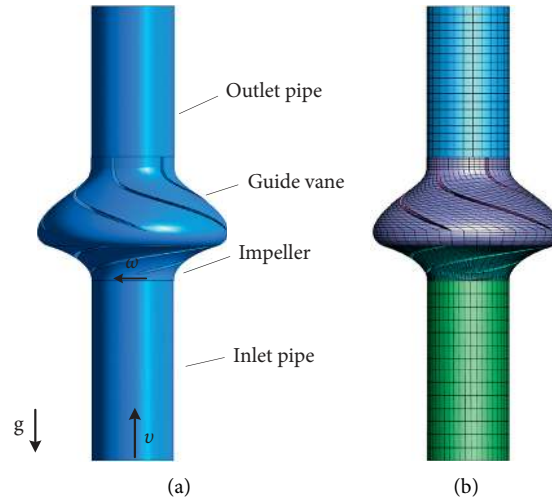 Outlet pipe
Guide vane
Impeller
ω
Inlet pipe
g
υ
(a)
(b)